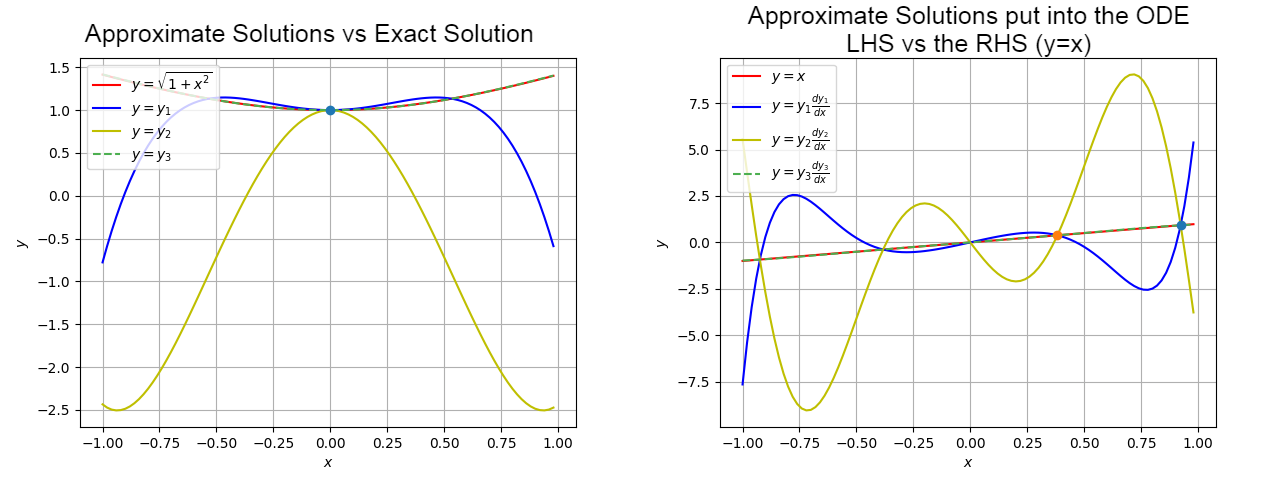 Approximate Solutions vs Exact Solution
y = √1 + x²
y = y₁
y = y₂
y = y₃
1.5
1.0
0.5
0.0
−0.5
−1.0
−1.5
−2.0
−2.5
y
−1.00 −0.75 −0.50 −0.25 0.00 0.25 0.50 0.75 1.00
x
Approximate Solutions put into the ODE
LHS vs the RHS (y=x)
y = x
y = y₁ dy₁/dx
y = y₂ dy₂/dx
y = y₃ dy₃/dx
7.5
5.0
2.5
0.0
−2.5
−5.0
−7.5
y
−1.00 −0.75 −0.50 −0.25 0.00 0.25 0.50 0.75 1.00
x